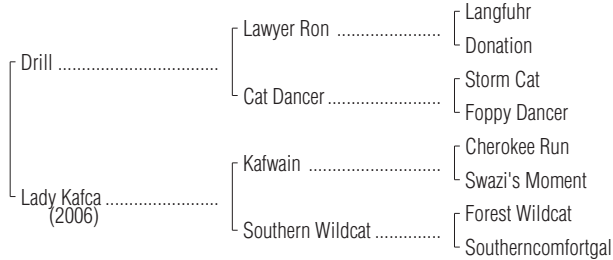 Langfuhr
Lawyer Ron ........................
Donation
Drill .................................
Storm Cat
Cat Dancer ........................
Foppy Dancer
Cherokee Run
Kafwain ............................
Swazi's Moment
Lady Kafca .......................
(2006)
Forest Wildcat
Southern Wildcat ..............
Southerncomfortgal